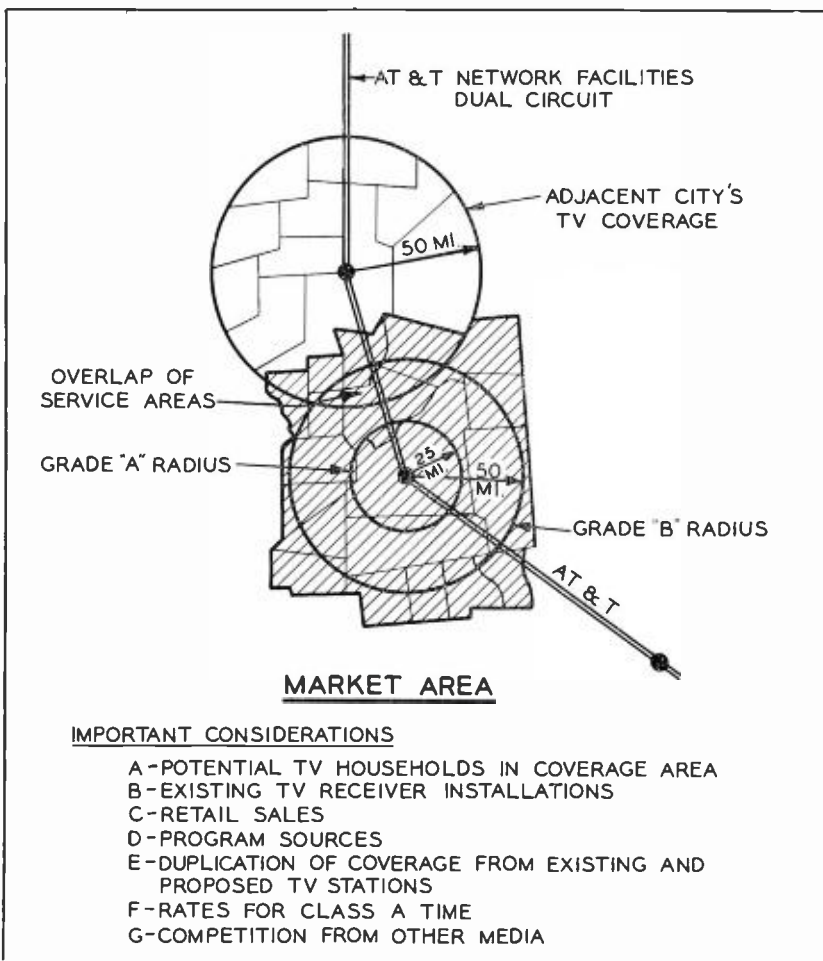 AT & T NETWORK FACILITIES
DUAL CIRCUIT
ADJACENT CITY'S
TV COVERAGE
50 MI.
OVERLAP OF
SERVICE AREAS
GRADE "A" RADIUS
25
MI.
50
MI.
GRADE "B" RADIUS
AT & T
MARKET AREA
IMPORTANT CONSIDERATIONS
A-POTENTIAL TV HOUSEHOLDS IN COVERAGE AREA
B-EXISTING TV RECEIVER INSTALLATIONS
C-RETAIL SALES
D-PROGRAM SOURCES
E-DUPLICATION OF COVERAGE FROM EXISTING AND
PROPOSED TV STATIONS
F-RATES FOR CLASS A TIME
G-COMPETITION FROM OTHER MEDIA